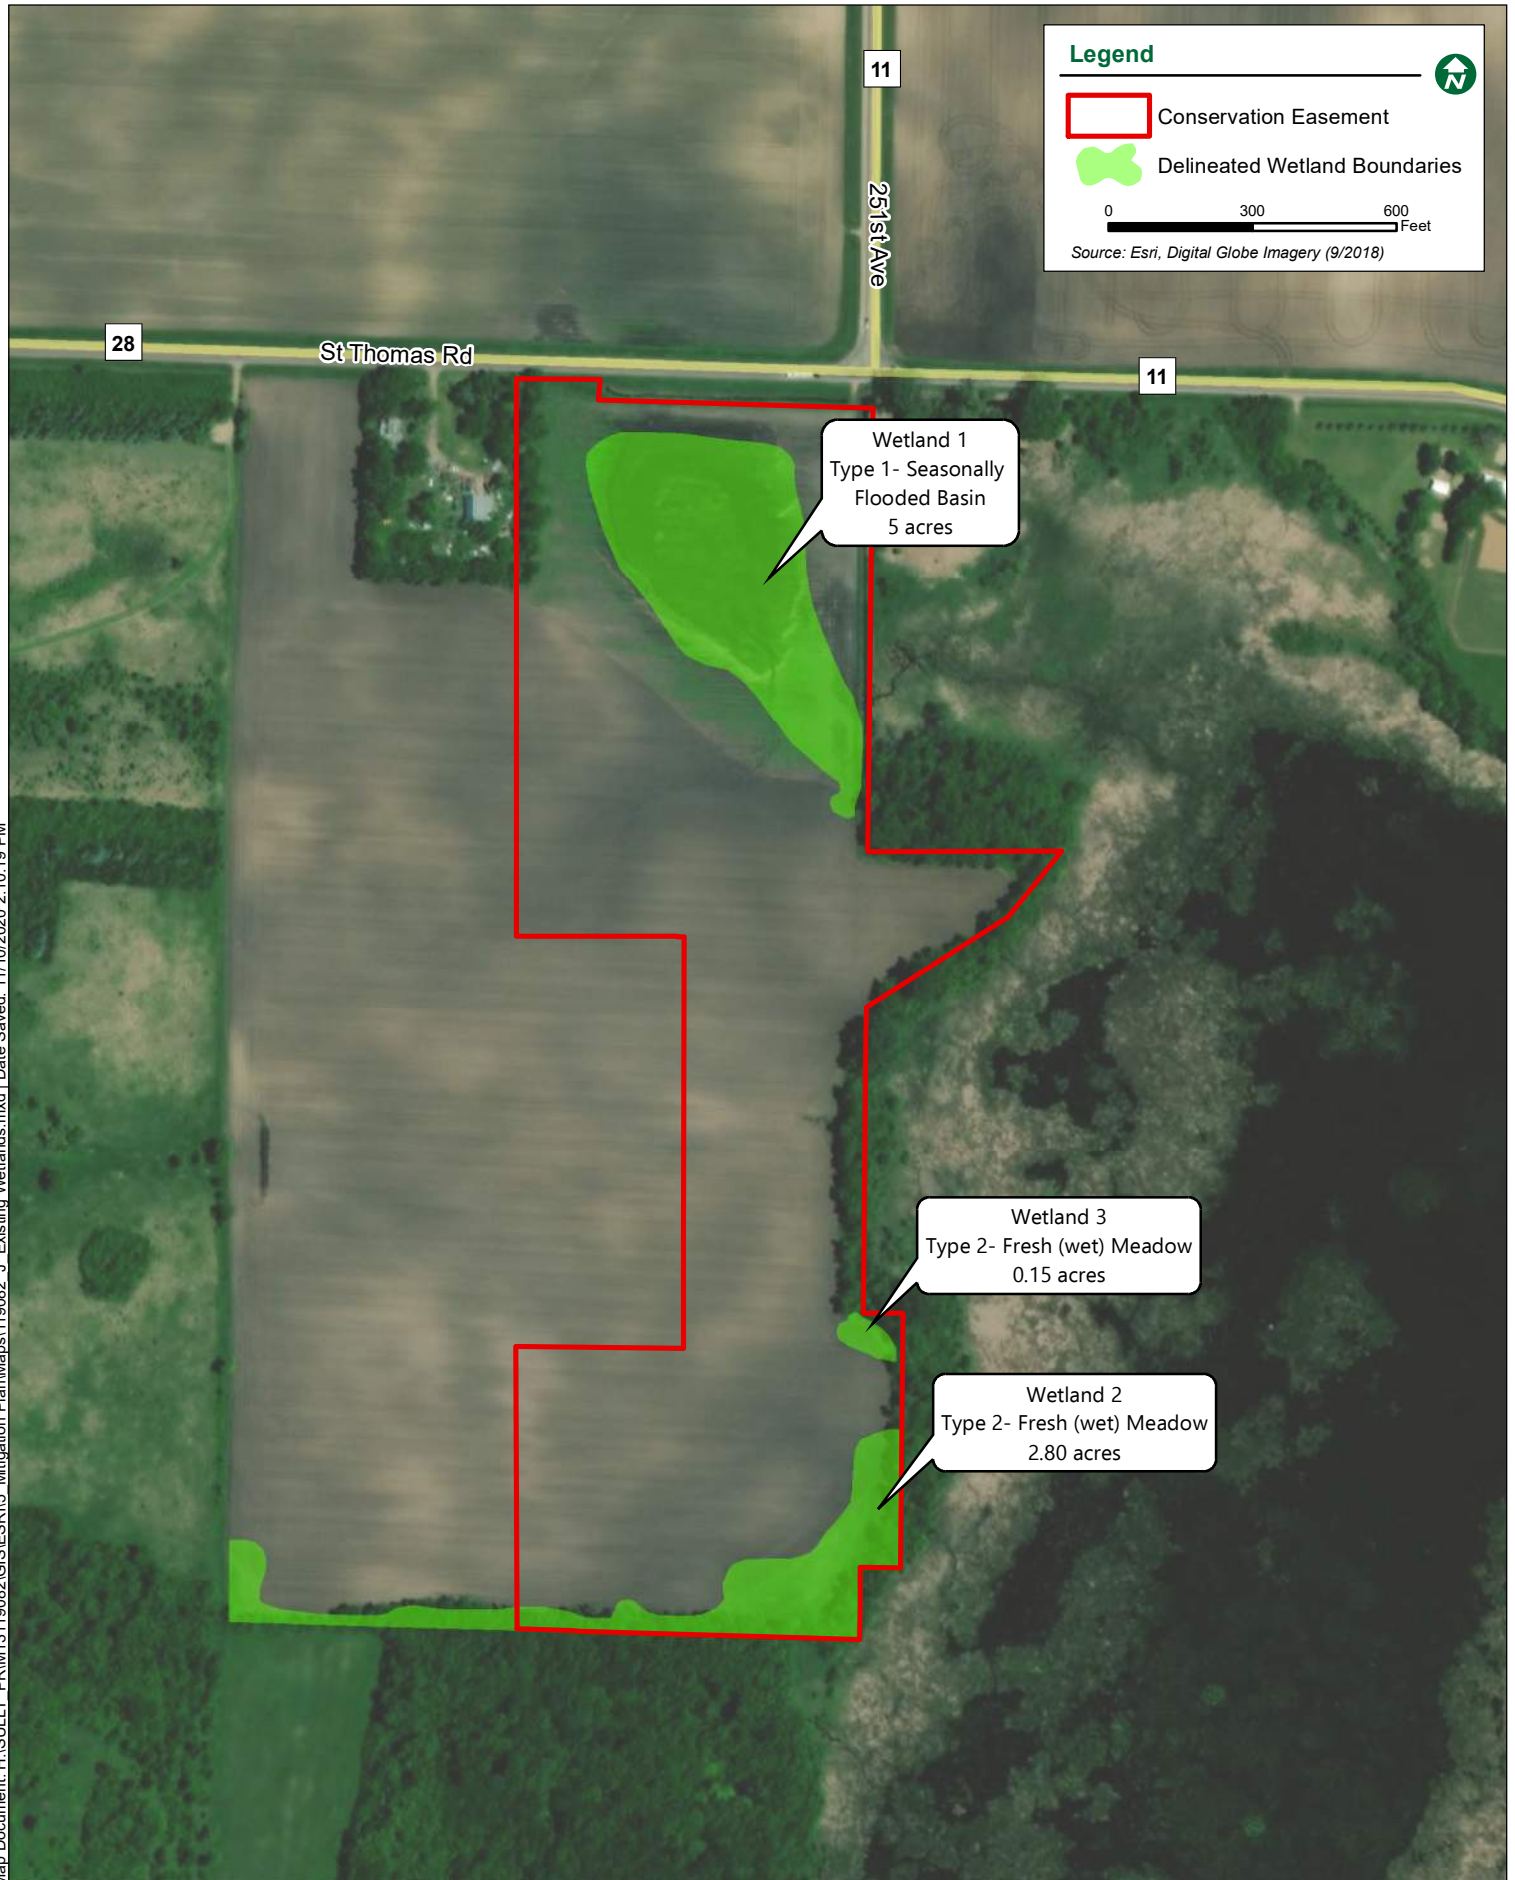 11
Legend
N
Conservation Easement
Delineated Wetland Boundaries
0 300 600
Feet
Source: Esri, Digital Globe Imagery (9/2018)
251st Ave
28
St Thomas Rd
11
Wetland 1
Type 1- Seasonally
Flooded Basin
5 acres
Wetland 3
Type 2- Fresh (wet) Meadow
0.15 acres
Wetland 2
Type 2- Fresh (wet) Meadow
2.80 acres